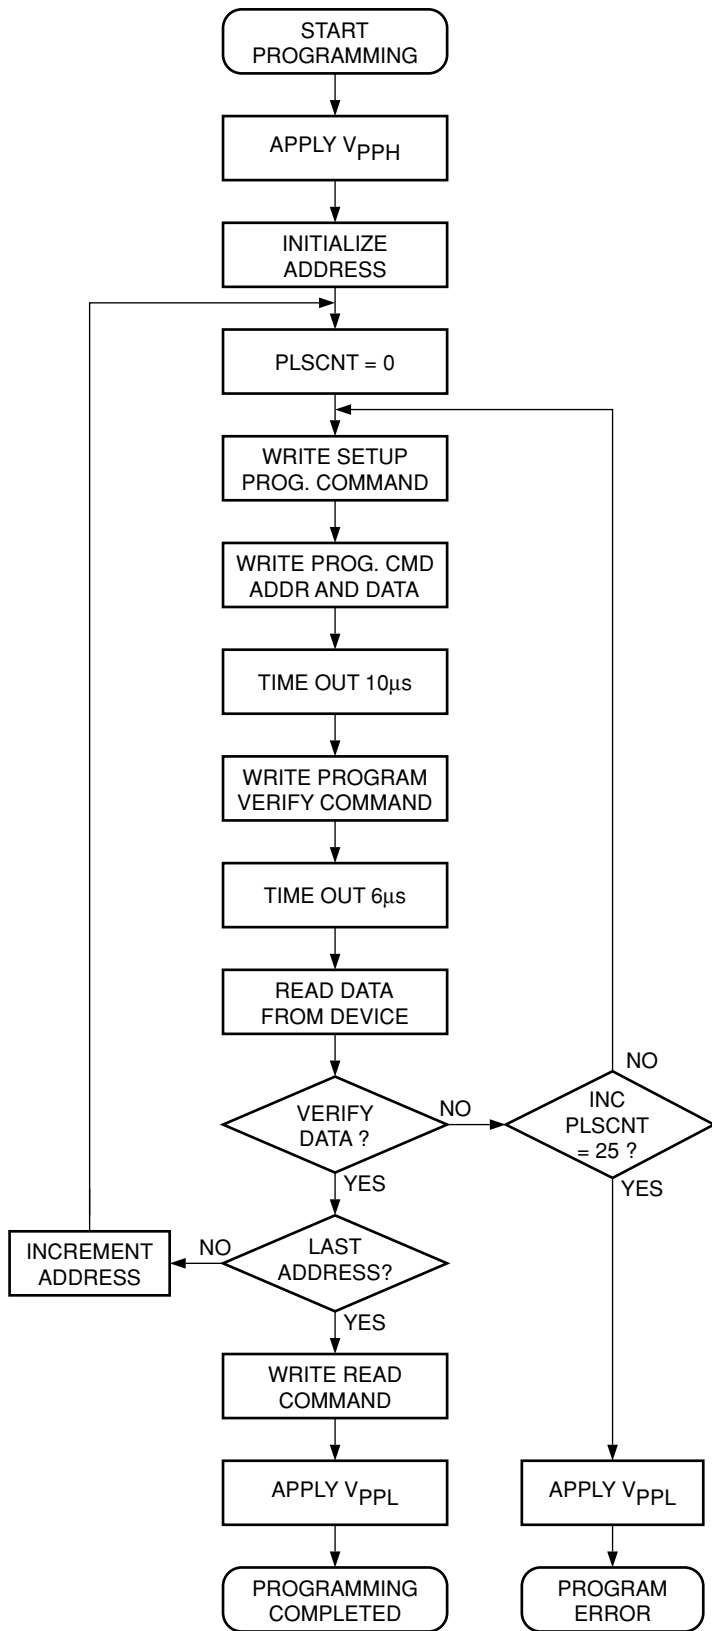 START
PROGRAMMING
APPLY VPPH
INITIALIZE
ADDRESS
PLSCNT = 0
WRITE SETUP
PROG. COMMAND
WRITE PROG. CMD
ADDR AND DATA
TIME OUT 10µs
WRITE PROGRAM
VERIFY COMMAND
TIME OUT 6µs
READ DATA
FROM DEVICE
VERIFY
DATA ?
NO
YES
INC
PLSCNT
= 25 ?
NO
YES
LAST
ADDRESS?
NO
YES
INCREMENT
ADDRESS
WRITE READ
COMMAND
APPLY VPPL
APPLY VPPL
PROGRAMMING
COMPLETED
PROGRAM
ERROR